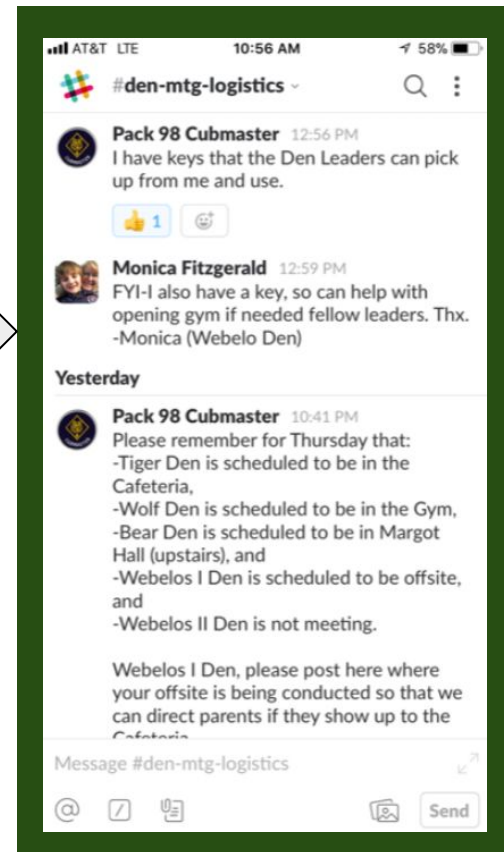 AT&T LTE 10:56 AM 58%
#den-mtg-logistics
Pack 98 Cubmaster 12:56 PM
I have keys that the Den Leaders can pick
up from me and use.
👍 1
Monica Fitzgerald 12:59 PM
FYI-I also have a key, so can help with
opening gym if needed fellow leaders. Thx.
-Monica (Webelo Den)
Yesterday
Pack 98 Cubmaster 10:41 PM
Please remember for Thursday that:
-Tiger Den is scheduled to be in the
Cafeteria,
-Wolf Den is scheduled to be in the Gym,
-Bear Den is scheduled to be in Margot
Hall (upstairs), and
-Webelos I Den is scheduled to be offsite,
and
-Webelos II Den is not meeting.
Webelos I Den, please post here where
your offsite is being conducted so that we
can direct parents if they show up to the
Cafeteria
Message #den-mtg-logistics
@ / Send